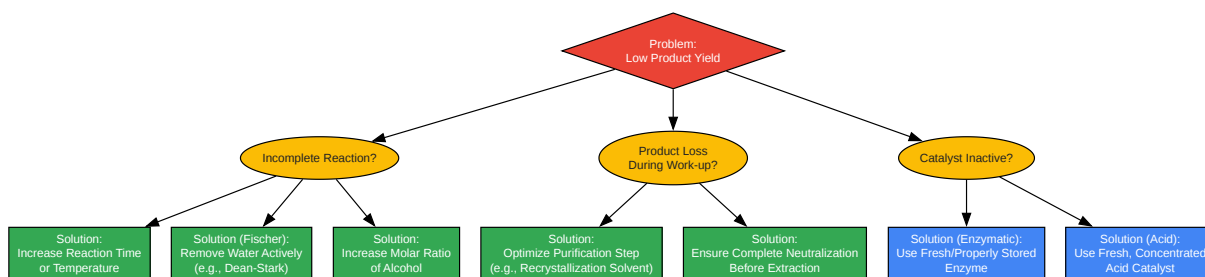 Problem:
Low Product Yield
Incomplete Reaction?
Product Loss
During Work-up?
Catalyst Inactive?
Solution:
Increase Reaction Time
or Temperature
Solution (Fischer):
Remove Water Actively
(e.g., Dean-Stark)
Solution:
Increase Molar Ratio
of Alcohol
Solution:
Optimize Purification Step
(e.g., Recrystallization Solvent)
Solution:
Ensure Complete Neutralization
Before Extraction
Solution (Enzymatic):
Use Fresh/Properly Stored
Enzyme
Solution (Acid):
Use Fresh, Concentrated
Acid Catalyst